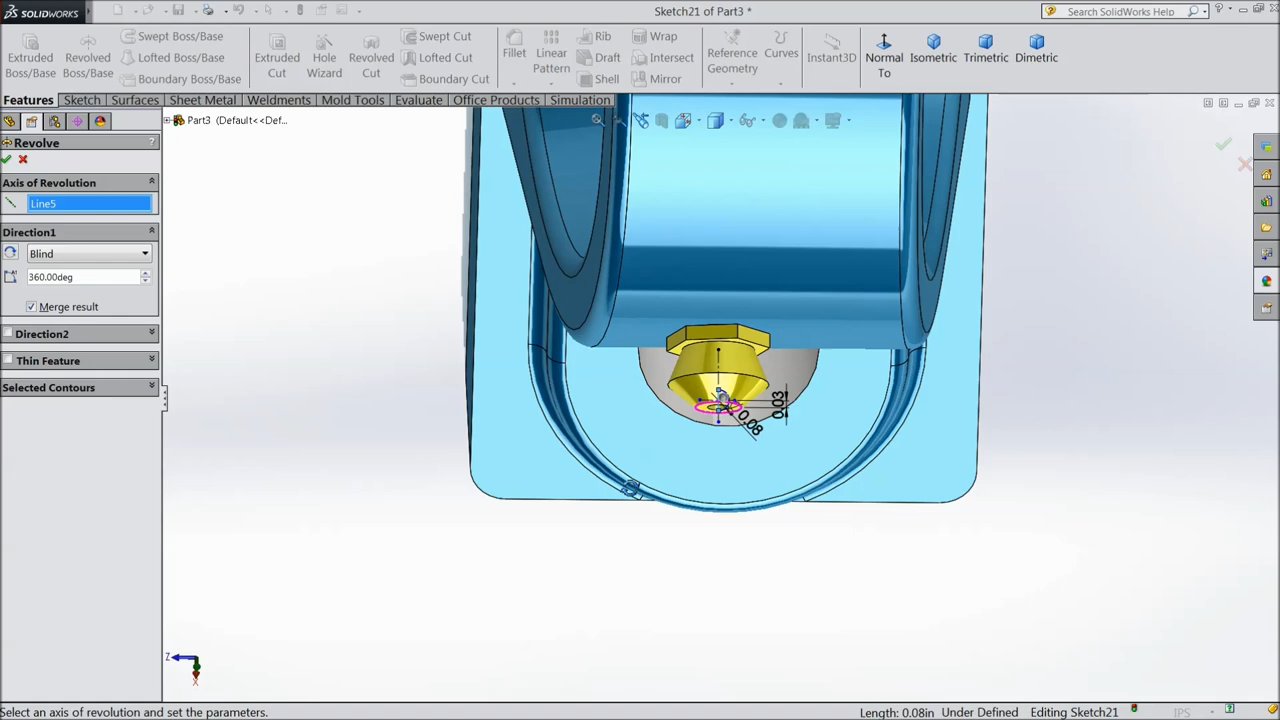 SOLIDWORKS
Sketch21 of Part3 *
Search SolidWorks Help
Extruded Boss/Base
Revolved Boss/Base
Swept Boss/Base
Lofted Boss/Base
Boundary Boss/Base
Extruded Cut
Hole Wizard
Revolved Cut
Swept Cut
Lofted Cut
Boundary Cut
Fillet
Linear Pattern
Rib
Draft
Shell
Wrap
Intersect
Mirror
Reference Geometry
Curves
Instant3D
Normal To
Isometric
Trimetric
Dimetric
Features
Sketch
Surfaces
Sheet Metal
Weldments
Mold Tools
Evaluate
Office Products
Simulation
Part3 (Default<<Def...
Revolve
?
Axis of Revolution
Line5
Direction1
Blind
360.00deg
Merge result
Direction2
Thin Feature
Selected Contours
0.03
0.08
Z
X
Select an axis of revolution and set the parameters.
Length: 0.08in
Under Defined
Editing Sketch21
IPS